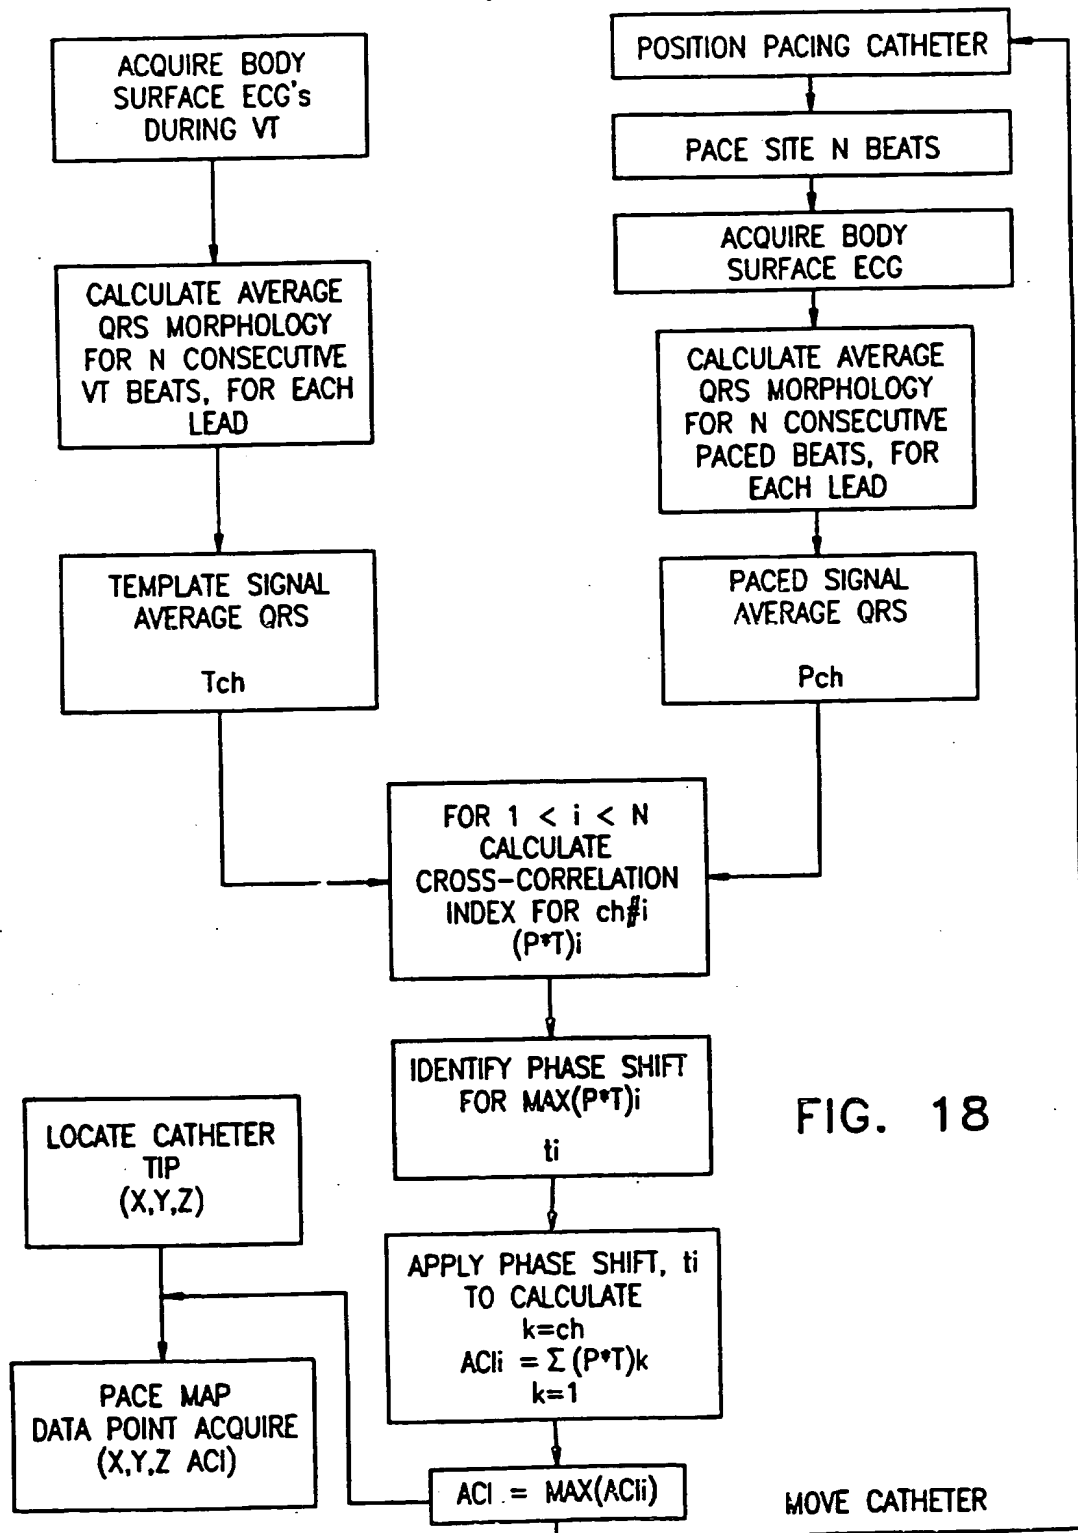 ACQUIRE BODY
SURFACE ECG's
DURING VT
CALCULATE AVERAGE
QRS MORPHOLOGY
FOR N CONSECUTIVE
VT BEATS, FOR EACH
LEAD
TEMPLATE SIGNAL
AVERAGE QRS
Tch
POSITION PACING CATHETER
PACE SITE N BEATS
ACQUIRE BODY
SURFACE ECG
CALCULATE AVERAGE
QRS MORPHOLOGY
FOR N CONSECUTIVE
PACED BEATS, FOR
EACH LEAD
PACED SIGNAL
AVERAGE QRS
Pch
FOR 1 < i < N
CALCULATE
CROSS-CORRELATION
INDEX FOR ch#i
(P*T)i
IDENTIFY PHASE SHIFT
FOR MAX(P*T)i
ti
FIG. 18
LOCATE CATHETER
TIP
(X,Y,Z)
APPLY PHASE SHIFT, ti
TO CALCULATE
k=ch
ACIi = Σ (P*T)k
k=1
PACE MAP
DATA POINT ACQUIRE
(X,Y,Z ACI)
ACI = MAX(ACIi)
MOVE CATHETER